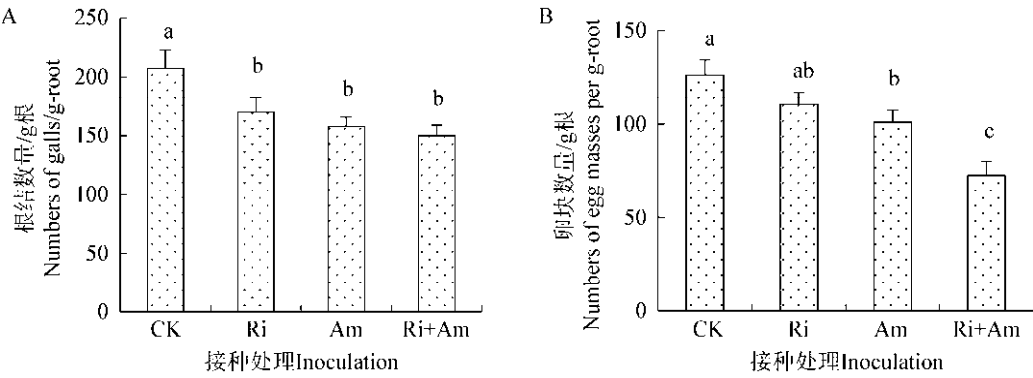 A
根结数量/g根
Numbers of galls/g-root
250
200
150
100
50
0
a
b
b
b
CK
Ri
Am
Ri+Am
接种处理Inoculation
B
卵块数量/g根
Numbers of egg masses per g-root
150
100
50
0
a
ab
b
c
CK
Ri
Am
Ri+Am
接种处理Inoculation